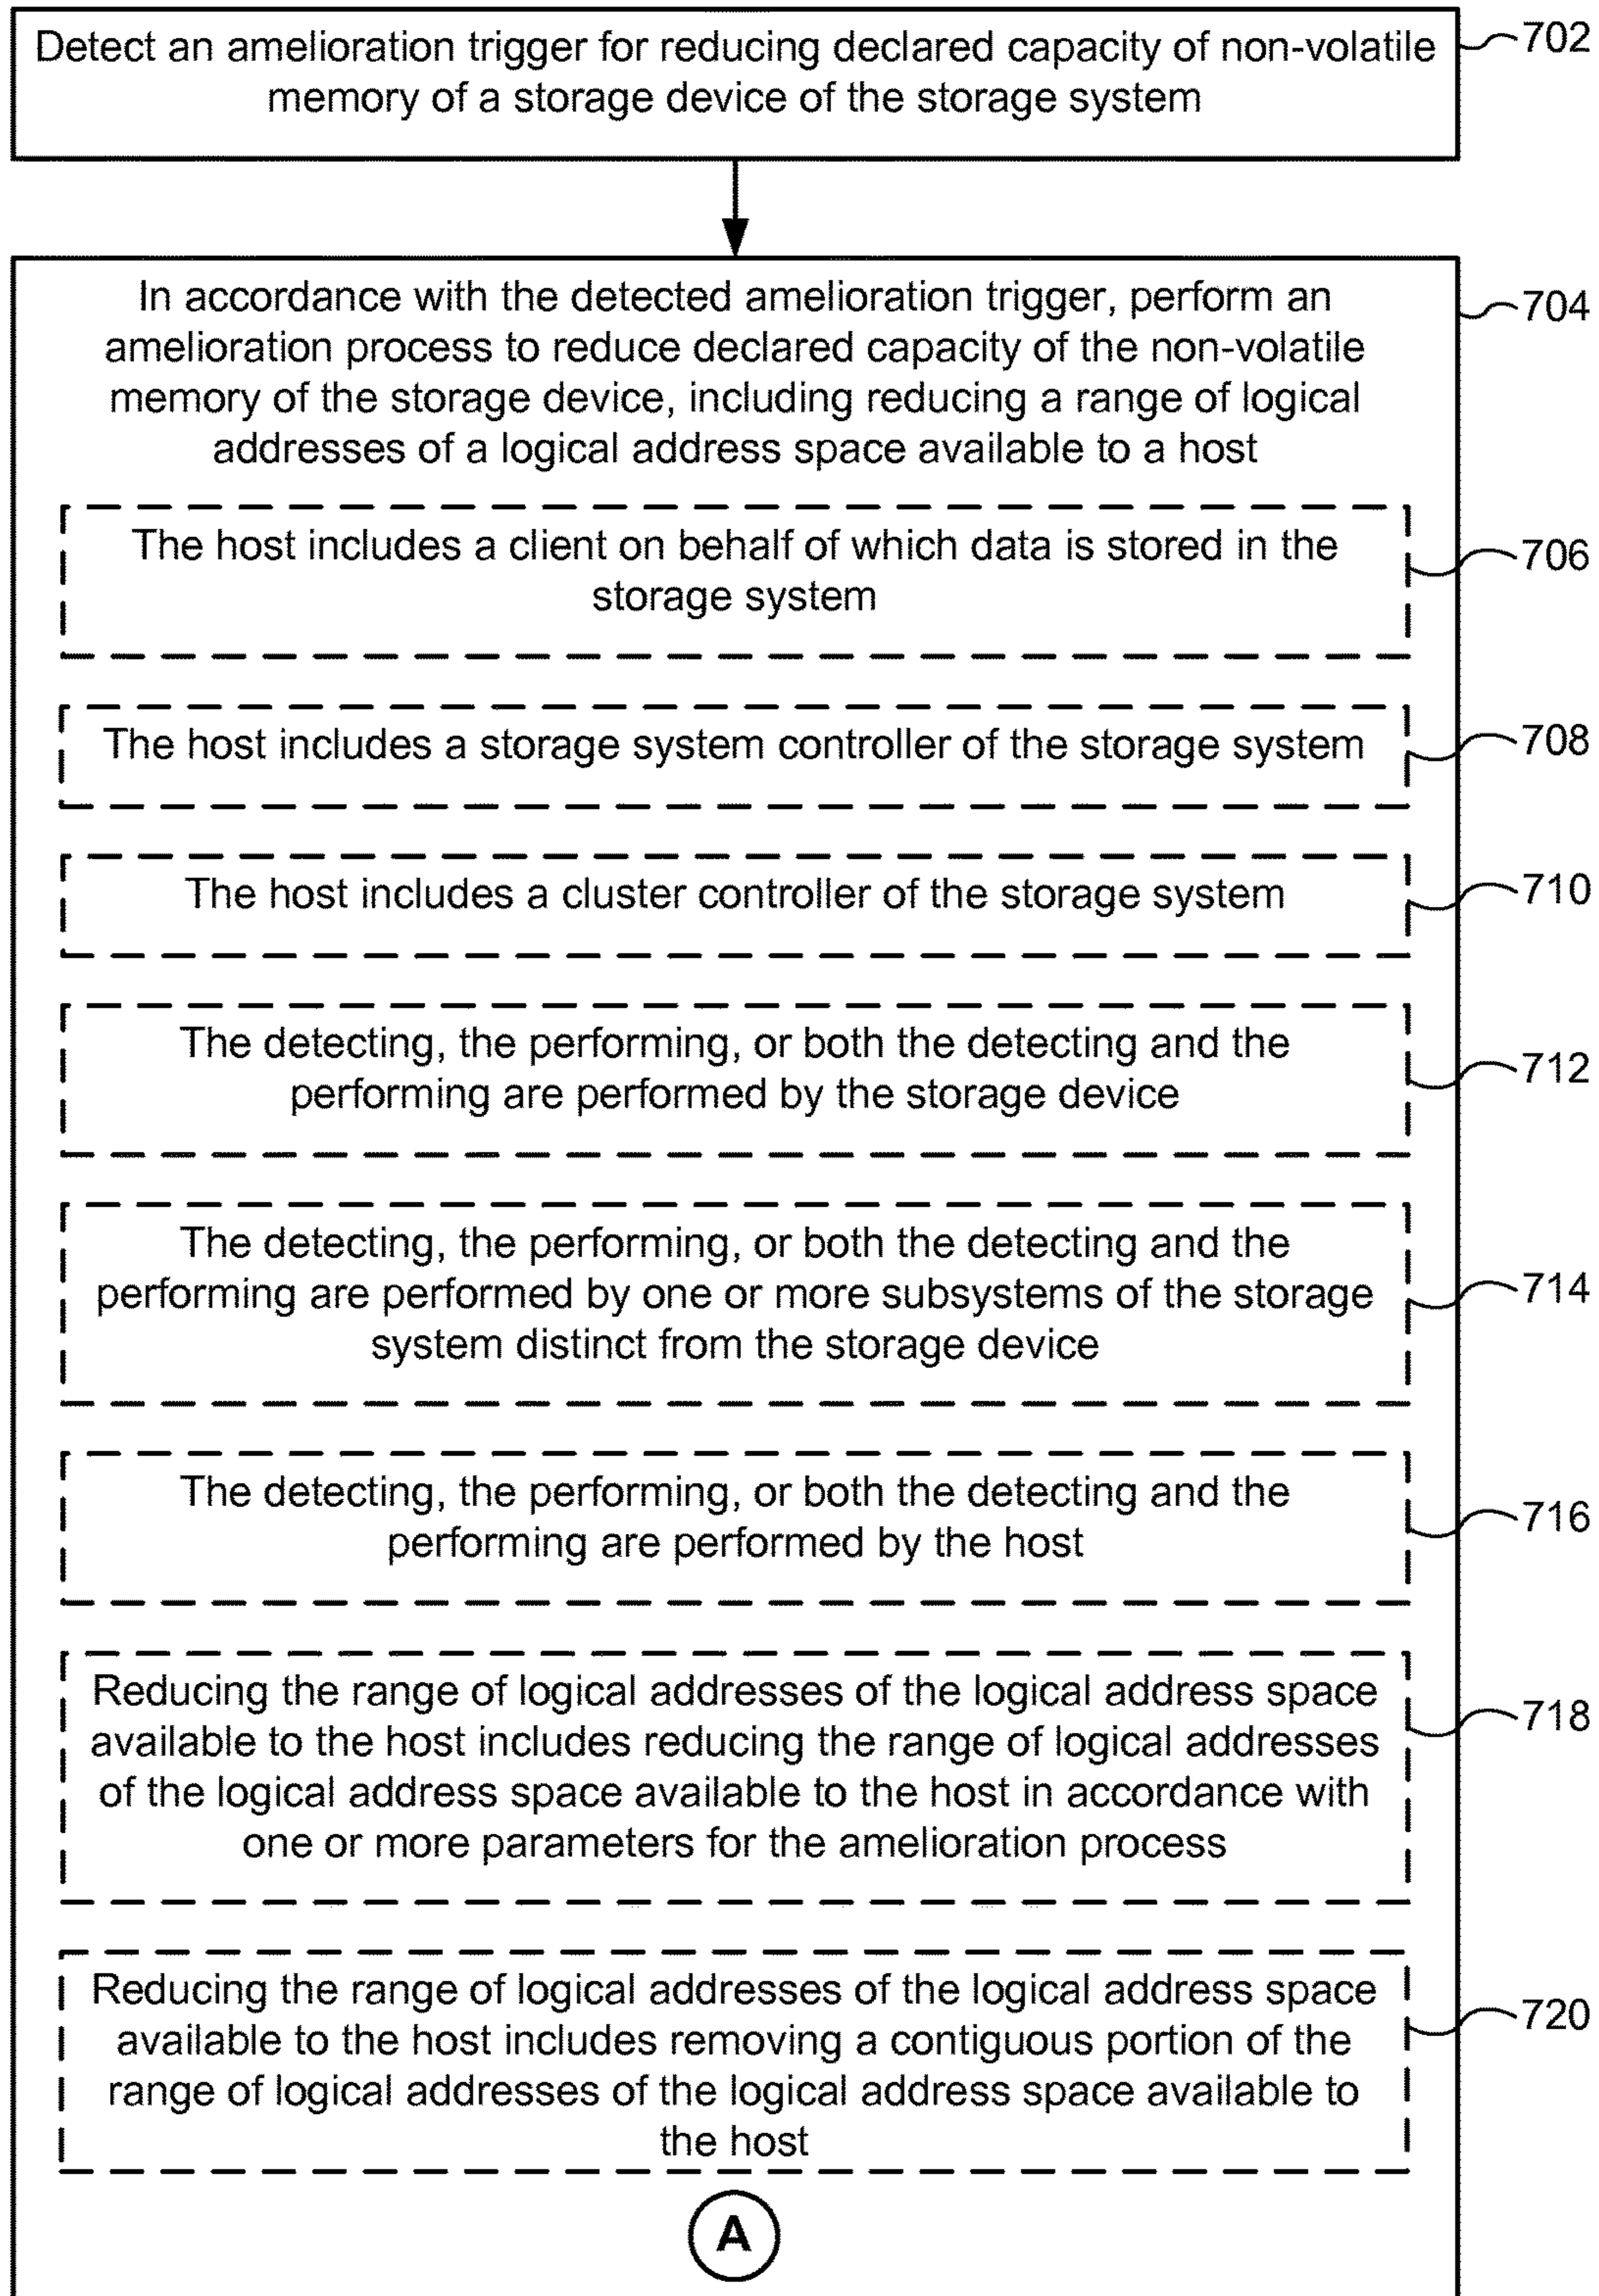 Detect an amelioration trigger for reducing declared capacity of non-volatile
memory of a storage device of the storage system
702
In accordance with the detected amelioration trigger, perform an
amelioration process to reduce declared capacity of the non-volatile
memory of the storage device, including reducing a range of logical
addresses of a logical address space available to a host
704
The host includes a client on behalf of which data is stored in the
storage system
706
The host includes a storage system controller of the storage system
708
The host includes a cluster controller of the storage system
710
The detecting, the performing, or both the detecting and the
performing are performed by the storage device
712
The detecting, the performing, or both the detecting and the
performing are performed by one or more subsystems of the storage
system distinct from the storage device
714
The detecting, the performing, or both the detecting and the
performing are performed by the host
716
Reducing the range of logical addresses of the logical address space
available to the host includes reducing the range of logical addresses
of the logical address space available to the host in accordance with
one or more parameters for the amelioration process
718
Reducing the range of logical addresses of the logical address space
available to the host includes removing a contiguous portion of the
range of logical addresses of the logical address space available to
the host
720
A